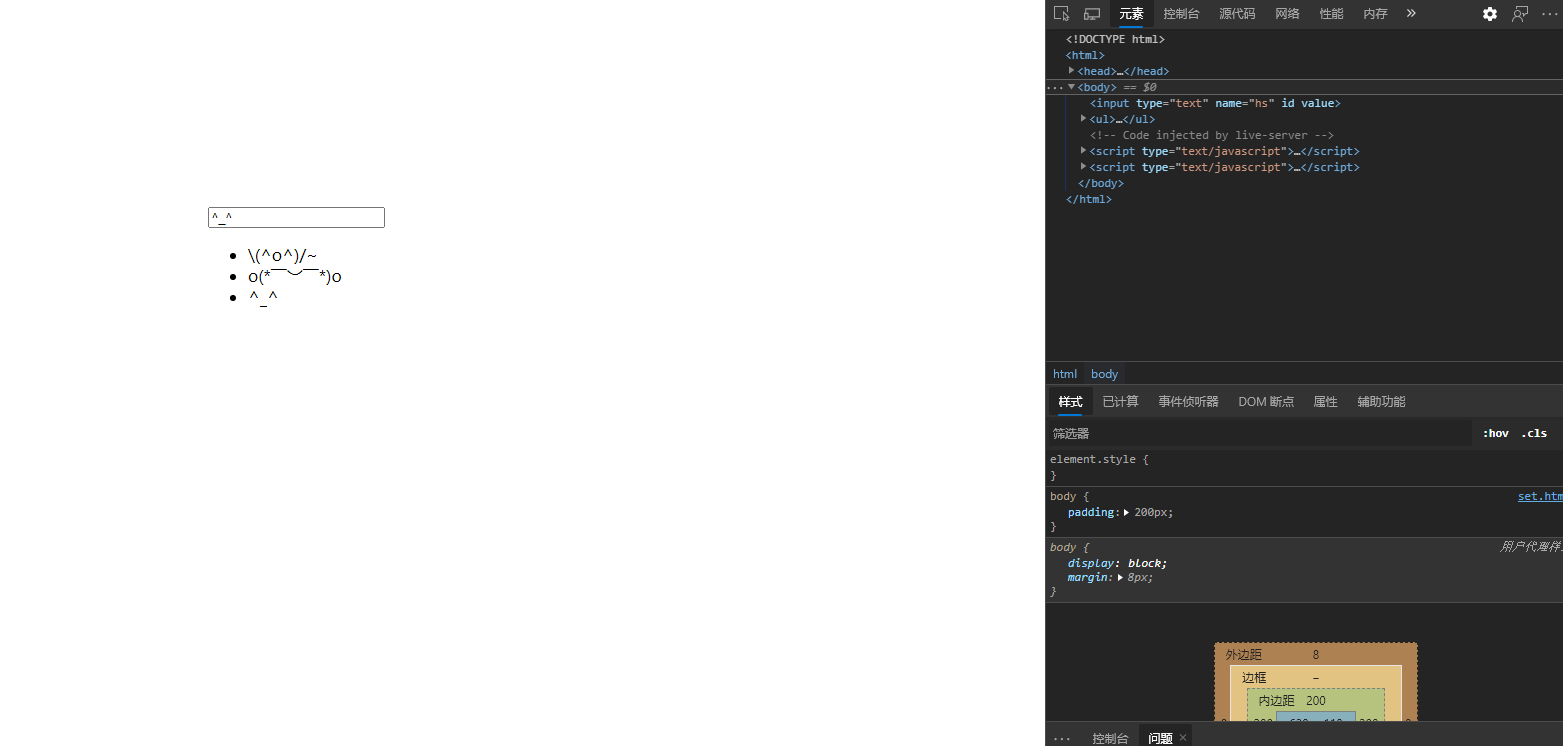 ^_^
\(^o^)/~
o(*￣︶￣*)o
^_^
元素 控制台 源代码 网络 性能 内存 »
<!DOCTYPE html>
<html>
<head>…</head>
<body> == $0
<input type="text" name="hs" id value>
<ul>…</ul>
<!-- Code injected by live-server -->
<script type="text/javascript">…</script>
<script type="text/javascript">…</script>
</body>
</html>
html body
样式 已计算 事件侦听器 DOM 断点 属性 辅助功能
筛选器 :hov .cls
element.style {
}
body { set.htm
padding: 200px;
}
body { 用户代理样
display: block;
margin: 8px;
}
外边距 8
边框 –
内边距 200
控制台 问题 ×